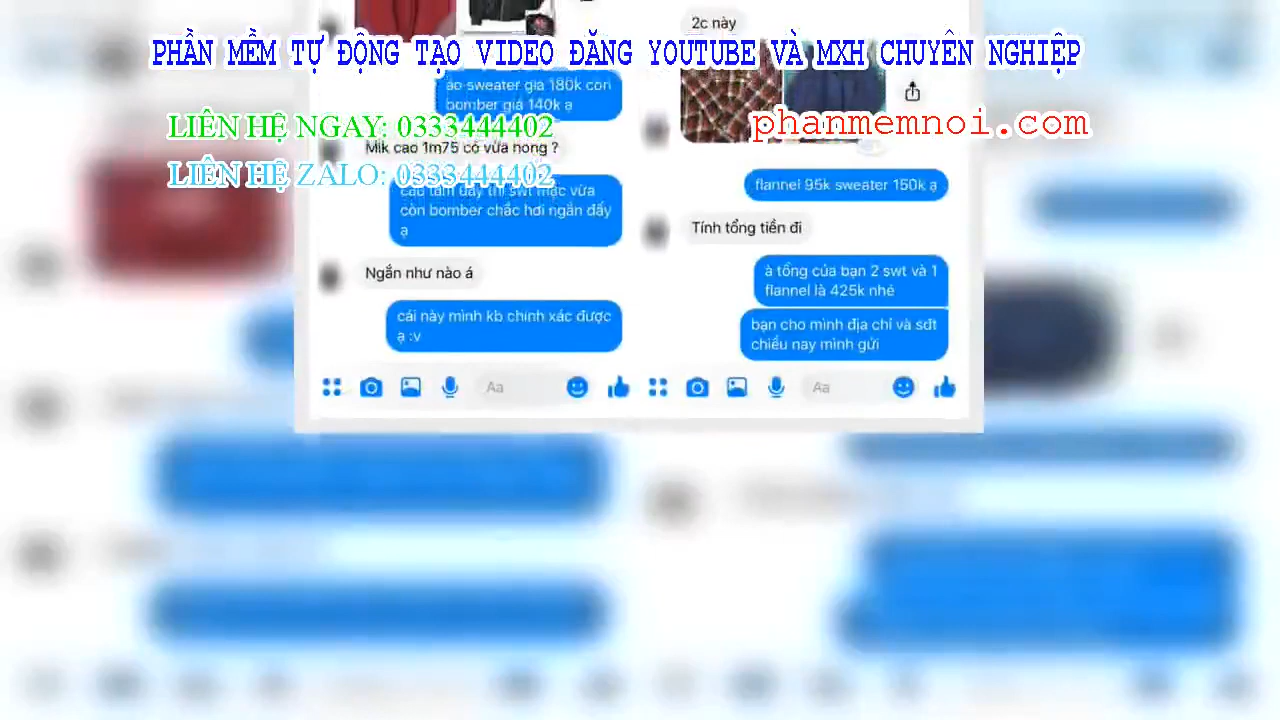 PHẦN MỀM TỰ ĐỘNG TẠO VIDEO ĐĂNG YOUTUBE VÀ MXH CHUYÊN NGHIỆP
LIÊN HỆ NGAY: 0333444402
phanmemnoi.com
LIÊN HỆ ZALO: 0333444402
áo sweater giá 180k còn
bomber giá 140k ạ
Mik cao 1m75 có vừa hong ?
tầm đấy thì swt mặc vừa
còn bomber chắc hơi ngắn đấy
ạ
Ngắn như nào á
cái này mình kb chính xác được
ạ :v
Aa
2c này
flannel 95k sweater 150k ạ
Tính tổng tiền đi
à tổng của bạn 2 swt và 1
flannel là 425k nhé
bạn cho mình địa chỉ và sdt
chiều nay mình gửi
Aa